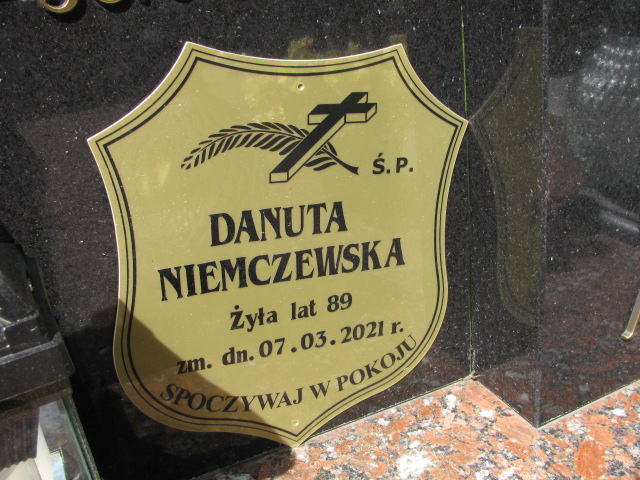 Ś.P.
DANUTA
NIEMCZEWSKA
Żyła lat 89
zm. dn. 07.03.2021 r.
SPOCZYWAJ W POKOJU